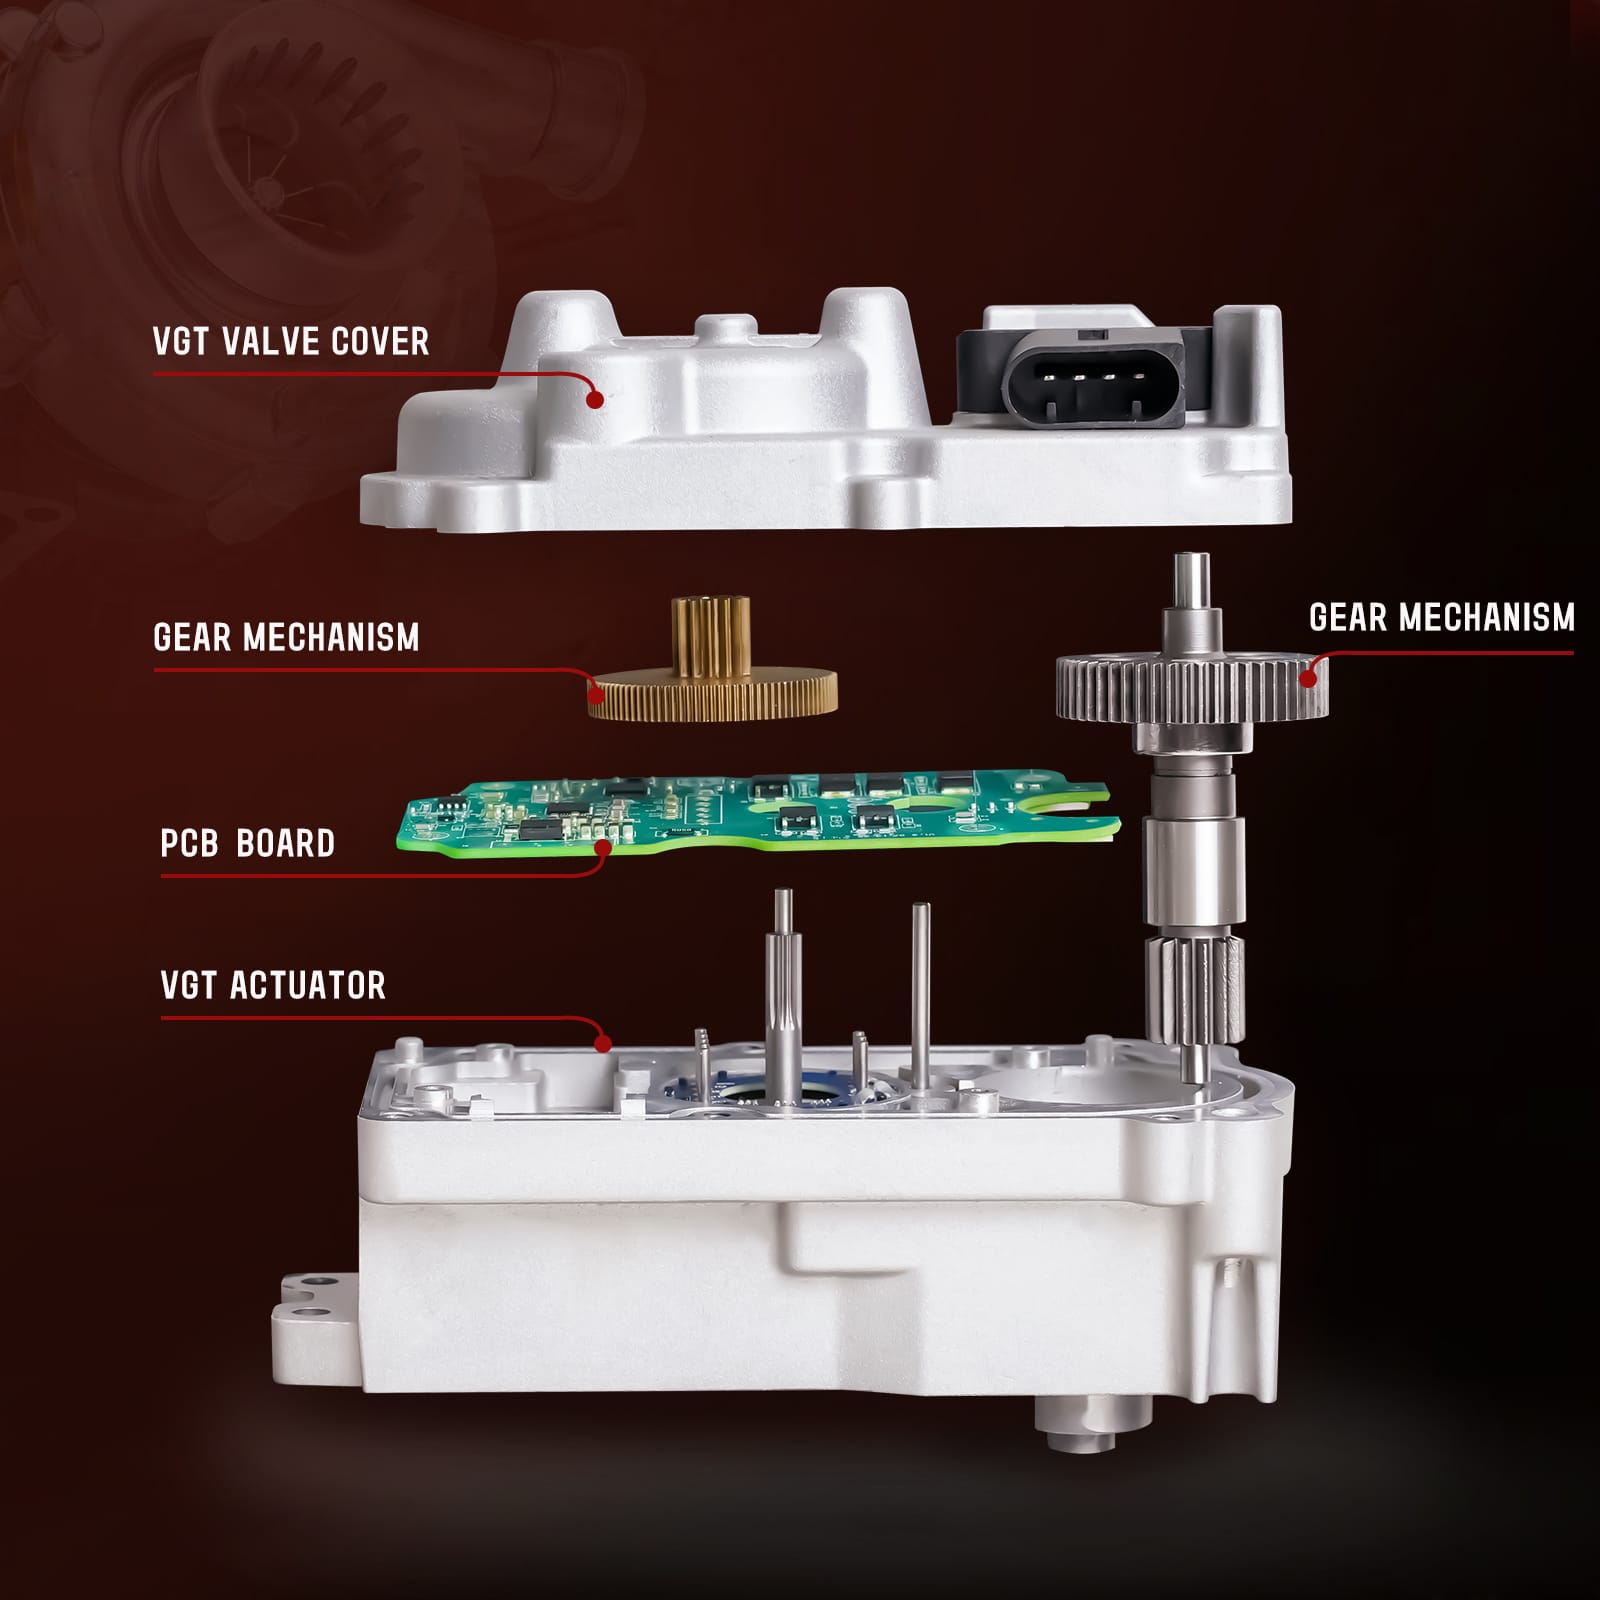 VGT VALVE COVER
GEAR MECHANISM
GEAR MECHANISM
PCB BOARD
VGT ACTUATOR